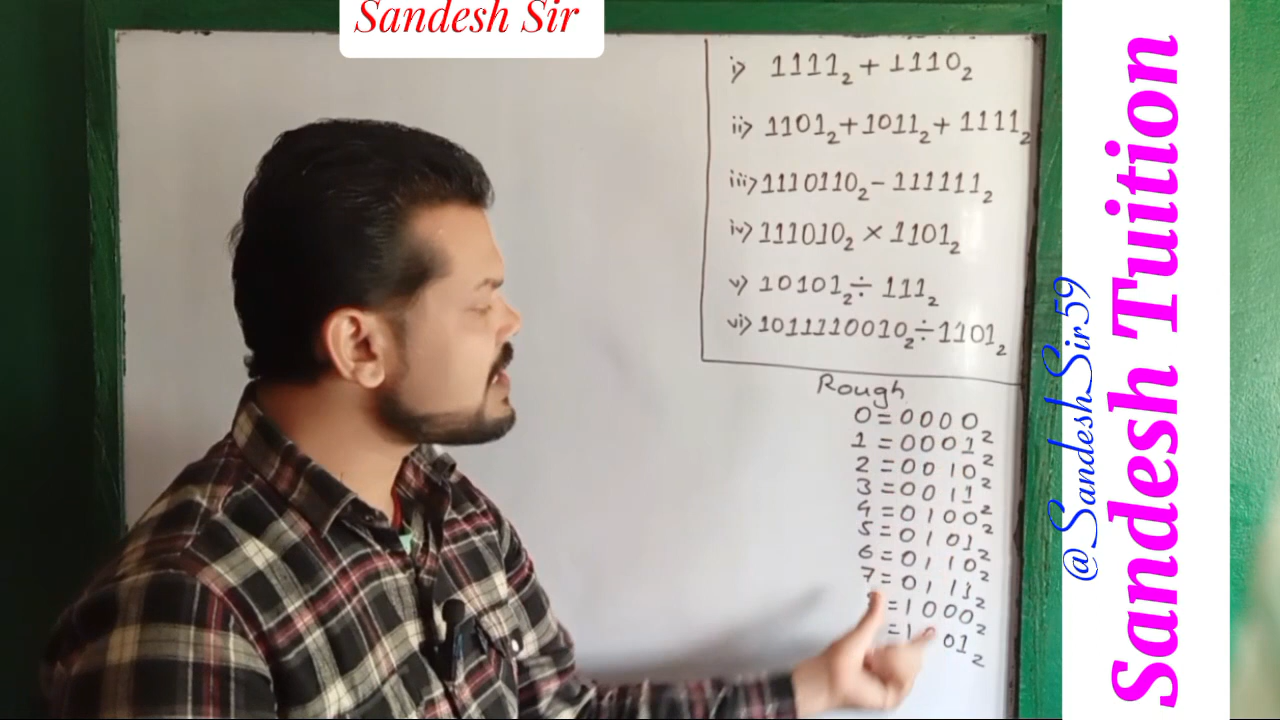 Sandesh Sir
i> 1111₂ + 1110₂
ii> 1101₂ + 1011₂ + 1111₂
iii> 1110110₂ - 111111₂
iv> 111010₂ × 1101₂
v> 10101₂ ÷ 111₂
vi> 1011110010₂ ÷ 1101₂
Rough
0 = 0000₂
1 = 0001₂
2 = 0010₂
3 = 0011₂
4 = 0100₂
5 = 0101₂
6 = 0110₂
7 = 0111₂
= 1000₂
= 1001₂
@SandeshSir59
Sandesh Tuition